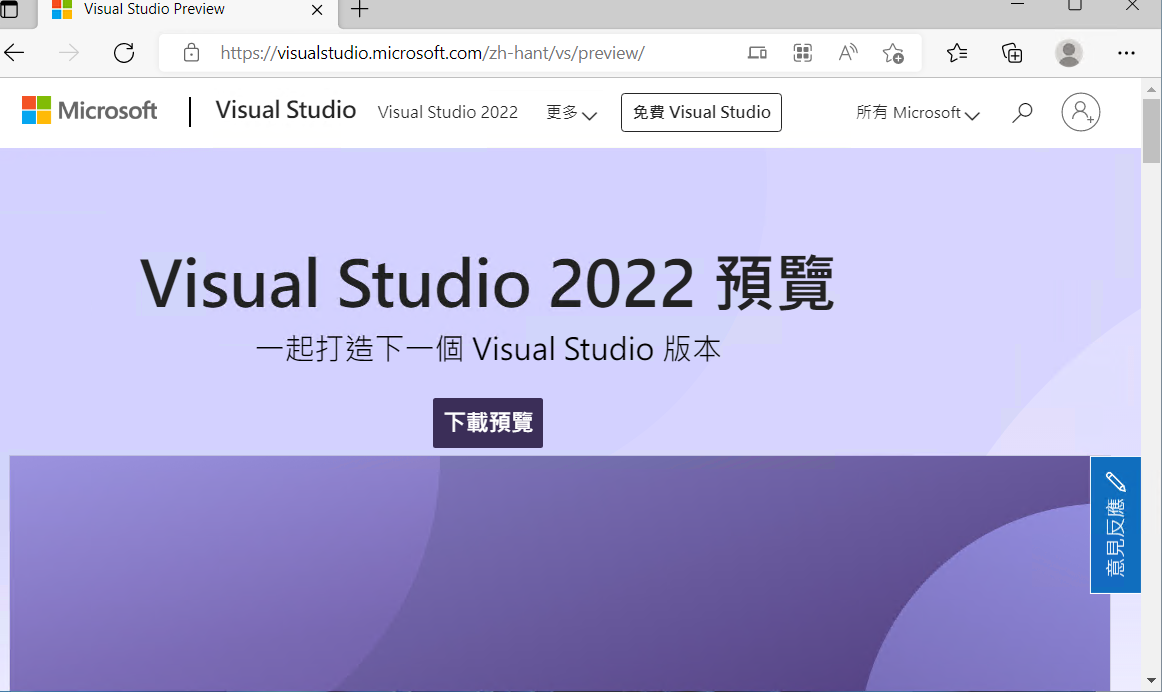 Visual Studio Preview
https://visualstudio.microsoft.com/zh-hant/vs/preview/
Microsoft
Visual Studio
Visual Studio 2022
更多
免費 Visual Studio
所有 Microsoft
Visual Studio 2022 預覽
一起打造下一個 Visual Studio 版本
下載預覽
意見反應